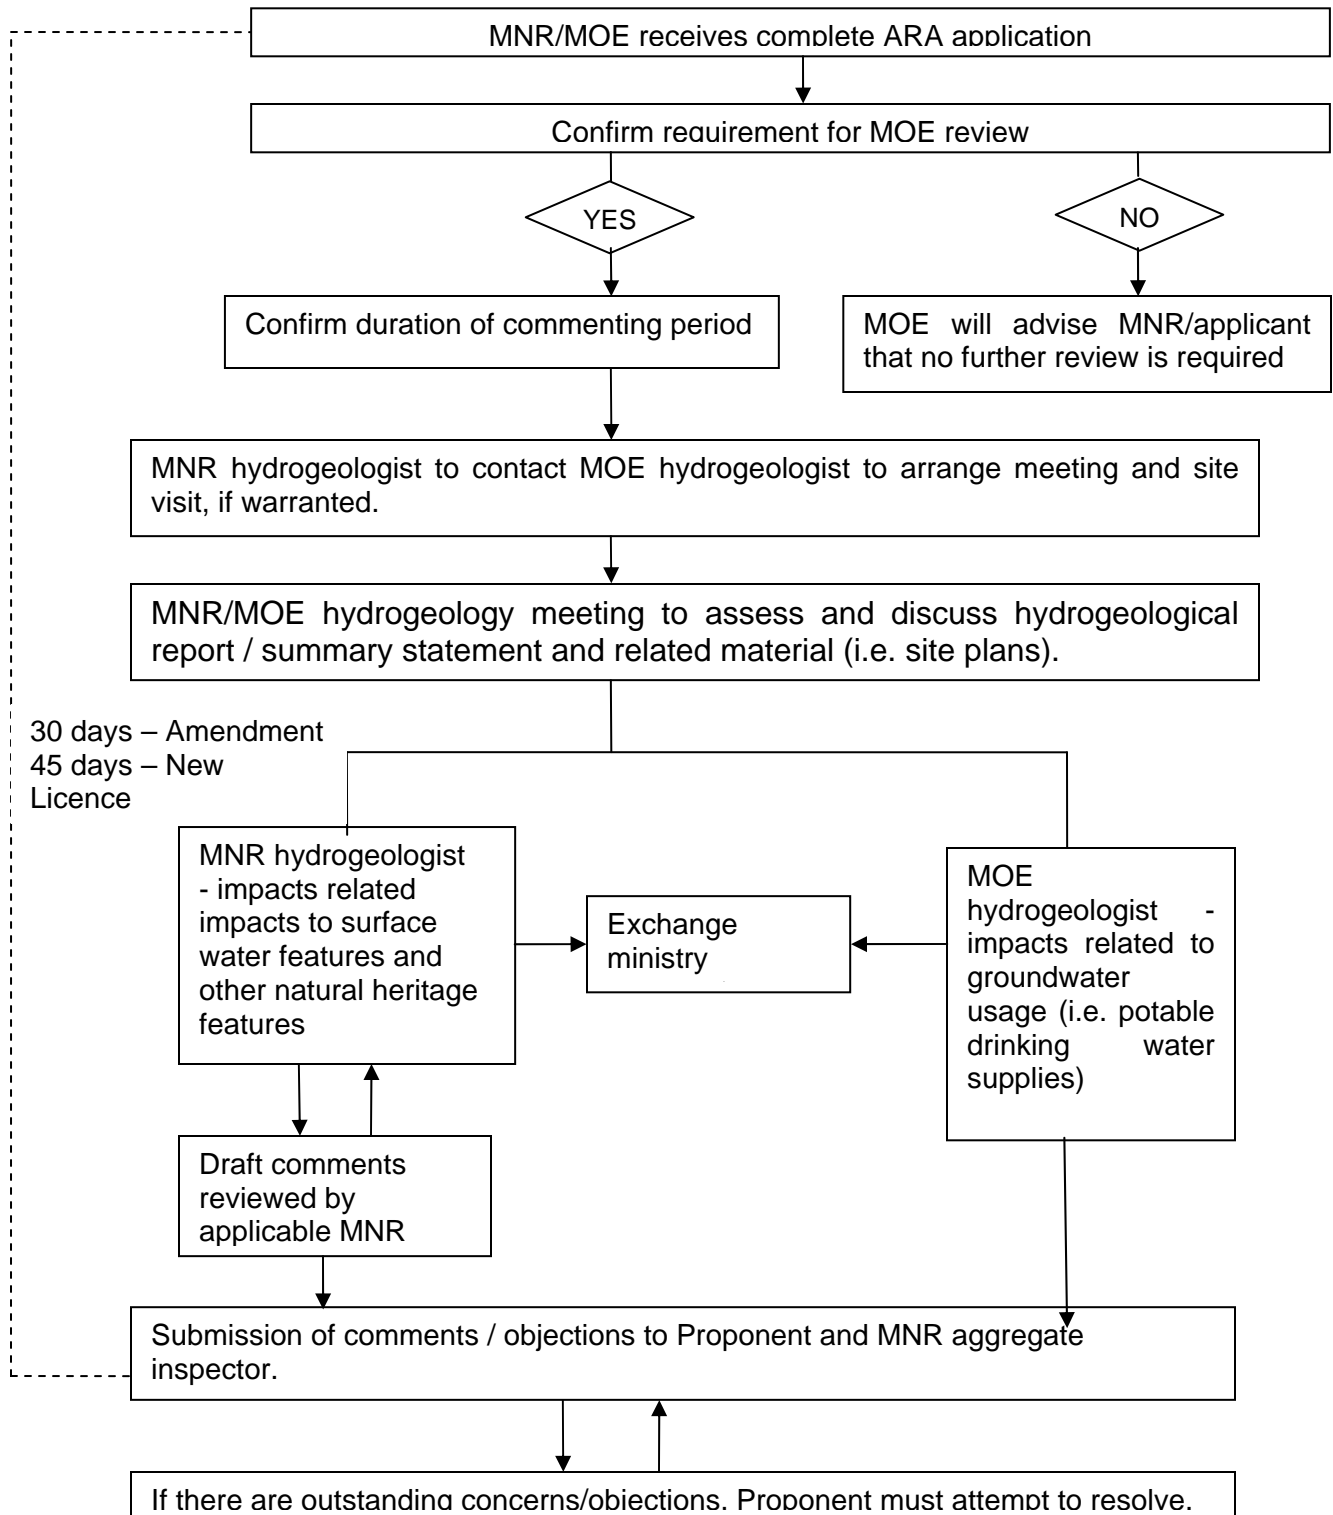 MNR/MOE receives complete ARA application
Confirm requirement for MOE review
YES
NO
Confirm duration of commenting period
MOE will advise MNR/applicant
that no further review is required
MNR hydrogeologist to contact MOE hydrogeologist to arrange meeting and site
visit, if warranted.
MNR/MOE hydrogeology meeting to assess and discuss hydrogeological
report / summary statement and related material (i.e. site plans).
30 days – Amendment
45 days – New
Licence
MNR hydrogeologist
- impacts related
impacts to surface
water features and
other natural heritage
features
Exchange
ministry
MOE
hydrogeologist -
impacts related to
groundwater
usage (i.e. potable
drinking water
supplies)
Draft comments
reviewed by
applicable MNR
Submission of comments / objections to Proponent and MNR aggregate
inspector.
If there are outstanding concerns/objections. Proponent must attempt to resolve.